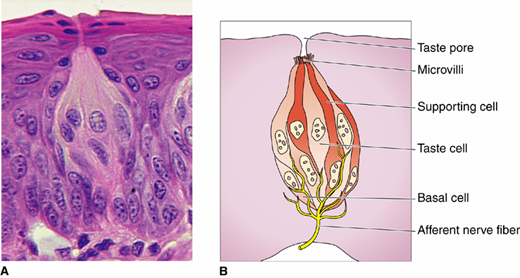 Taste pore
Microvilli
Supporting cell
Taste cell
Basal cell
Afferent nerve fiber
A
B